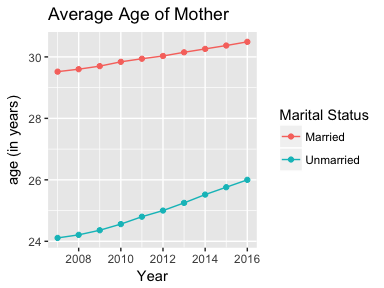 Average Age of Mother
age (in years)
30
28
26
24
2008 2010 2012 2014 2016
Year
Marital Status
Married
Unmarried